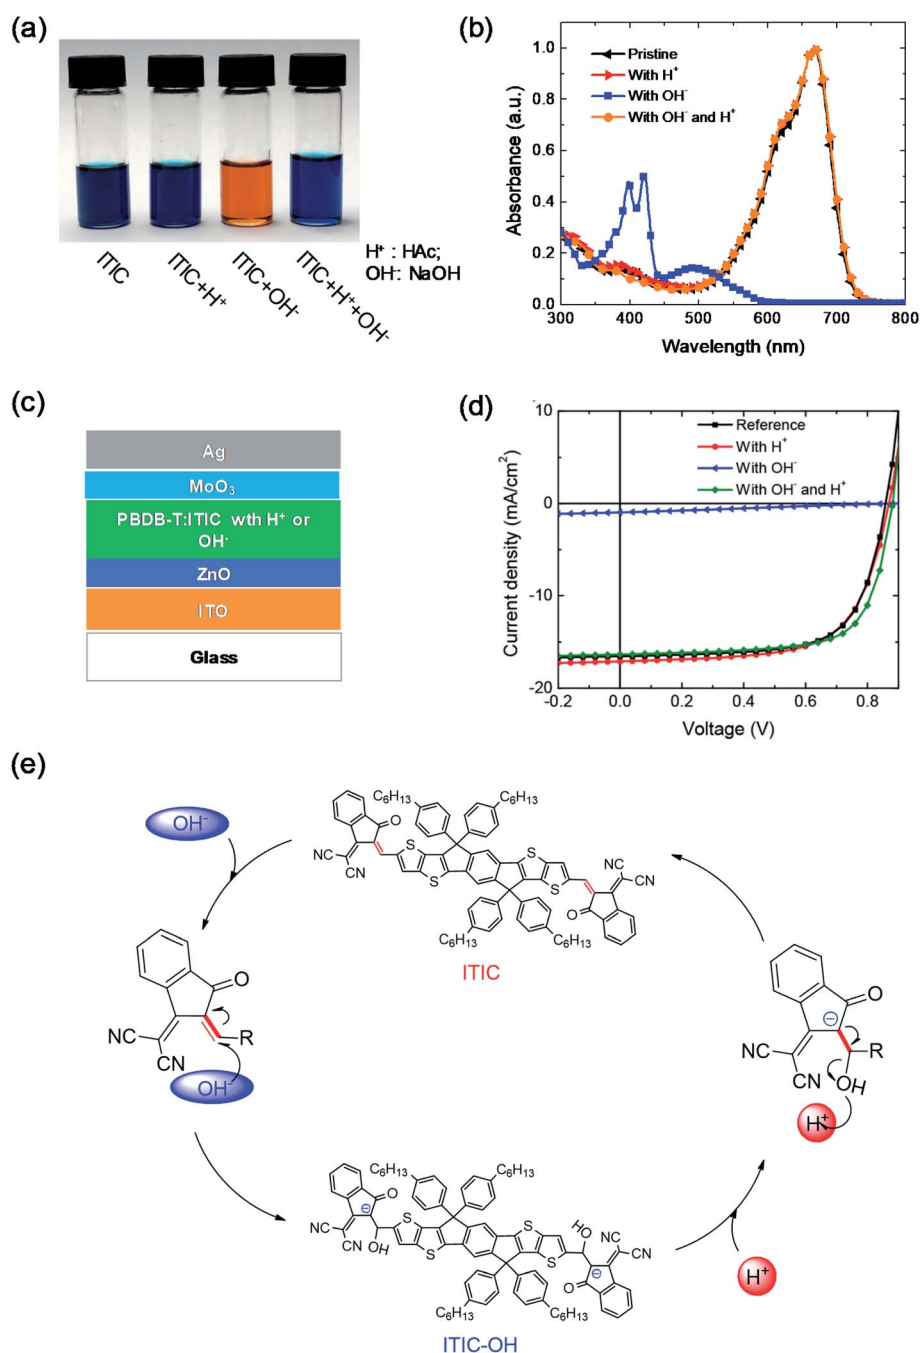 (a)
ITIC
ITIC+H⁺
ITIC+OH⁻
ITIC+H⁺+OH⁻
H⁺ : HAc;
OH⁻: NaOH
(b)
Absorbance (a.u.)
1.0
0.8
0.6
0.4
0.2
0.0
Pristine
With H⁺
With OH⁻
With OH⁻ and H⁺
300 400 500 600 700 800
Wavelength (nm)
(c)
Ag
MoO₃
PBDB-T:ITIC wth H⁺ or
OH⁻
ZnO
ITO
Glass
(d)
Current density (mA/cm²)
10
0
-10
-20
Reference
With H⁺
With OH⁻
With OH⁻ and H⁺
-0.2 0.0 0.2 0.4 0.6 0.8
Voltage (V)
(e)
OH⁻
C₆H₁₃
C₆H₁₃
O
S
S
NC
CN
S
S
O
CN
CN
C₆H₁₃
C₆H₁₃
ITIC
O
R
CN
CN
OH⁻
O
⊖
R
CN
CN
OH
H⁺
C₆H₁₃
C₆H₁₃
O
⊖
NC
CN
OH
S
S
S
S
HO
CN
CN
O
⊖
C₆H₁₃
C₆H₁₃
ITIC-OH
H⁺